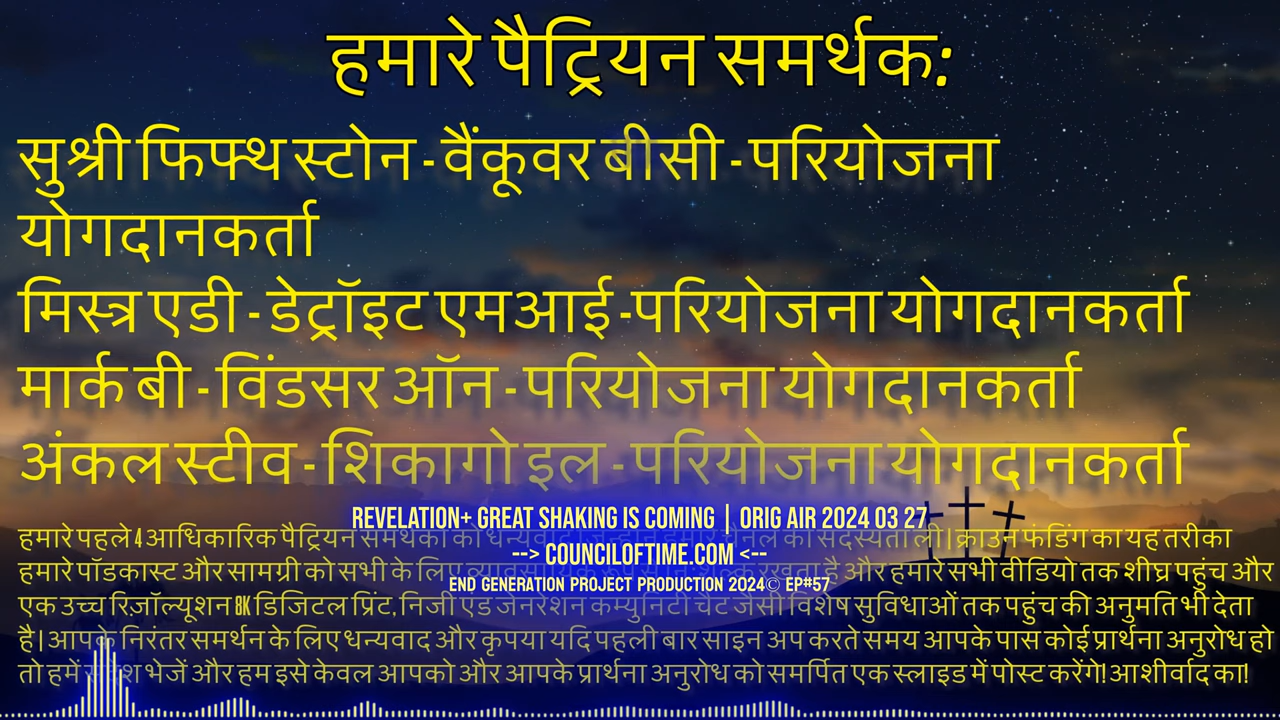 हमारे पैट्रियन समर्थक:
सुश्री फिफ्थ स्टोन - वैंकूवर बीसी - परियोजना
योगदानकर्ता
मिस्त्र एडी - डेट्रॉइट एमआई -परियोजना योगदानकर्ता
मार्क बी - विंडसर ऑन - परियोजना योगदानकर्ता
अंकल स्टीव - शिकागो इल - परियोजना योगदानकर्ता
REVELATION+ GREAT SHAKING IS COMING | ORIG AIR 2024 03 27
हमारे पहले 4 आधिकारिक पैट्रियन समर्थकों को धन्यवाद जिन्होंने हमारे चैनल की सदस्यता ली। क्राउन फंडिंग का यह तरीका
--> COUNCILOFTIME.COM <--
हमारे पॉडकास्ट और सामग्री को सभी के लिए व्यावसायिक रूप से निःशुल्क रखता है और हमारे सभी वीडियो तक शीघ्र पहुंच और
END GENERATION PROJECT PRODUCTION 2024© EP#57
एक उच्च रिज़ॉल्यूशन 8K डिजिटल प्रिंट, निजी एंड जेनरेशन कम्युनिटी चैट जैसी विशेष सुविधाओं तक पहुंच की अनुमति भी देता
है। आपके निरंतर समर्थन के लिए धन्यवाद और कृपया यदि पहली बार साइन अप करते समय आपके पास कोई प्रार्थना अनुरोध हो
तो हमें भेजें और हम इसे केवल आपको और आपके प्रार्थना अनुरोध को समर्पित एक स्लाइड में पोस्ट करेंगे! आशीर्वाद का!